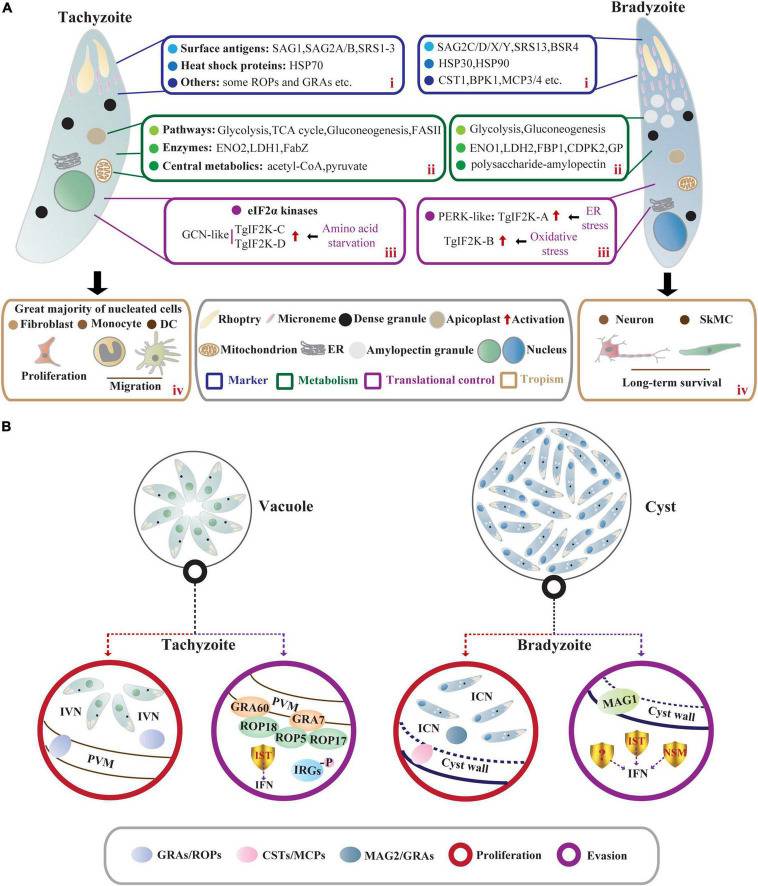 A
Tachyzoite
Bradyzoite
Surface antigens: SAG1,SAG2A/B,SRS1-3
Heat shock proteins: HSP70
Others: some ROPs and GRAs etc.
i
SAG2C/D/X/Y,SRS13,BSR4
HSP30,HSP90
CST1,BPK1,MCP3/4 etc.
i
Pathways: Glycolysis,TCA cycle,Gluconeogenesis,FASII
Enzymes: ENO2,LDH1,FabZ
Central metabolics: acetyl-CoA,pyruvate
ii
Glycolysis,Gluconeogenesis
ENO1,LDH2,FBP1,CDPK2,GP
polysaccharide-amylopectin
ii
eIF2α kinases
GCN-like
TgIF2K-C
TgIF2K-D
Amino acid
starvation
iii
PERK-like: TgIF2K-A
ER
stress
TgIF2K-B
Oxidative
stress
iii
Great majority of nucleated cells
Fibroblast Monocyte DC
Proliferation
Migration
iv
Rhoptry Microneme Dense granule Apicoplast Activation
Mitochondrion ER Amylopectin granule Nucleus
Marker Metabolism Translational control Tropism
Neuron SkMC
Long-term survival
iv
B
Vacuole
Cyst
Tachyzoite
Bradyzoite
IVN
IVN
PVM
PVM
GRA60
GRA7
ROP18
ROP5
ROP17
IST
IFN
IRGs
P
ICN
ICN
Cyst wall
MAG1
Cyst wall
?
IST
NSM
IFN
GRAs/ROPs CSTs/MCPs MAG2/GRAs Proliferation Evasion